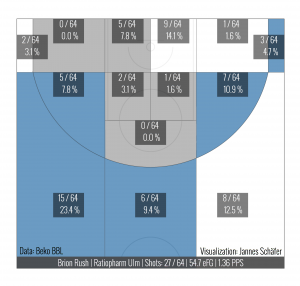 5 / 64
0.0 %
5 / 64
7.8 %
9 / 64
14.1 %
1 / 64
1.6 %
2 / 64
3.1 %
3 / 64
4.7 %
5 / 64
7.8 %
2 / 64
3.1 %
1 / 64
1.6 %
7 / 64
10.9 %
0 / 64
0.0 %
15 / 64
23.4 %
6 / 64
9.4 %
8 / 64
12.5 %
Data: Beko BBL
Visualization: Jannes Schäfer
Brion Rush | Ratiopharm Ulm | Shots: 27 / 64 | 54.7 eFG | 1.36 PPS